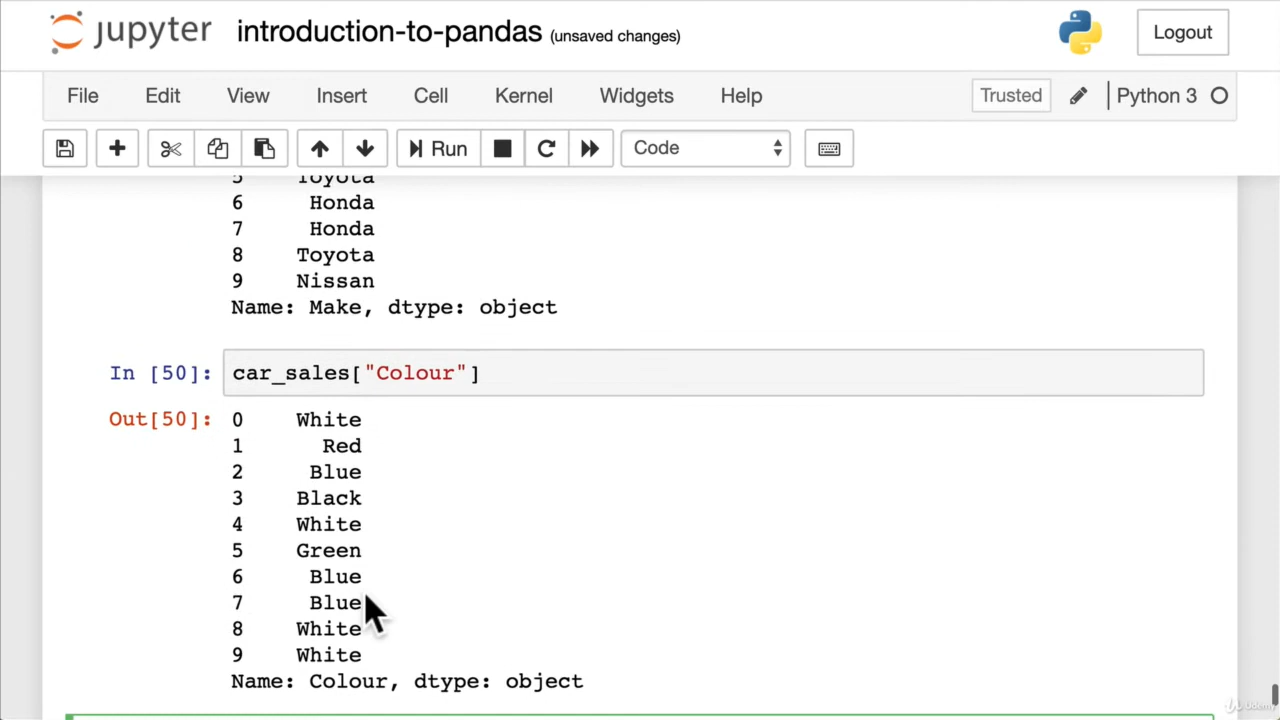 jupyter introduction-to-pandas (unsaved changes) Logout
File Edit View Insert Cell Kernel Widgets Help Trusted Python 3
Run Code
5 Toyota
6 Honda
7 Honda
8 Toyota
9 Nissan
Name: Make, dtype: object
In [50]: car_sales["Colour"]
Out[50]: 0 White
1 Red
2 Blue
3 Black
4 White
5 Green
6 Blue
7 Blue
8 White
9 White
Name: Colour, dtype: object
Udemy